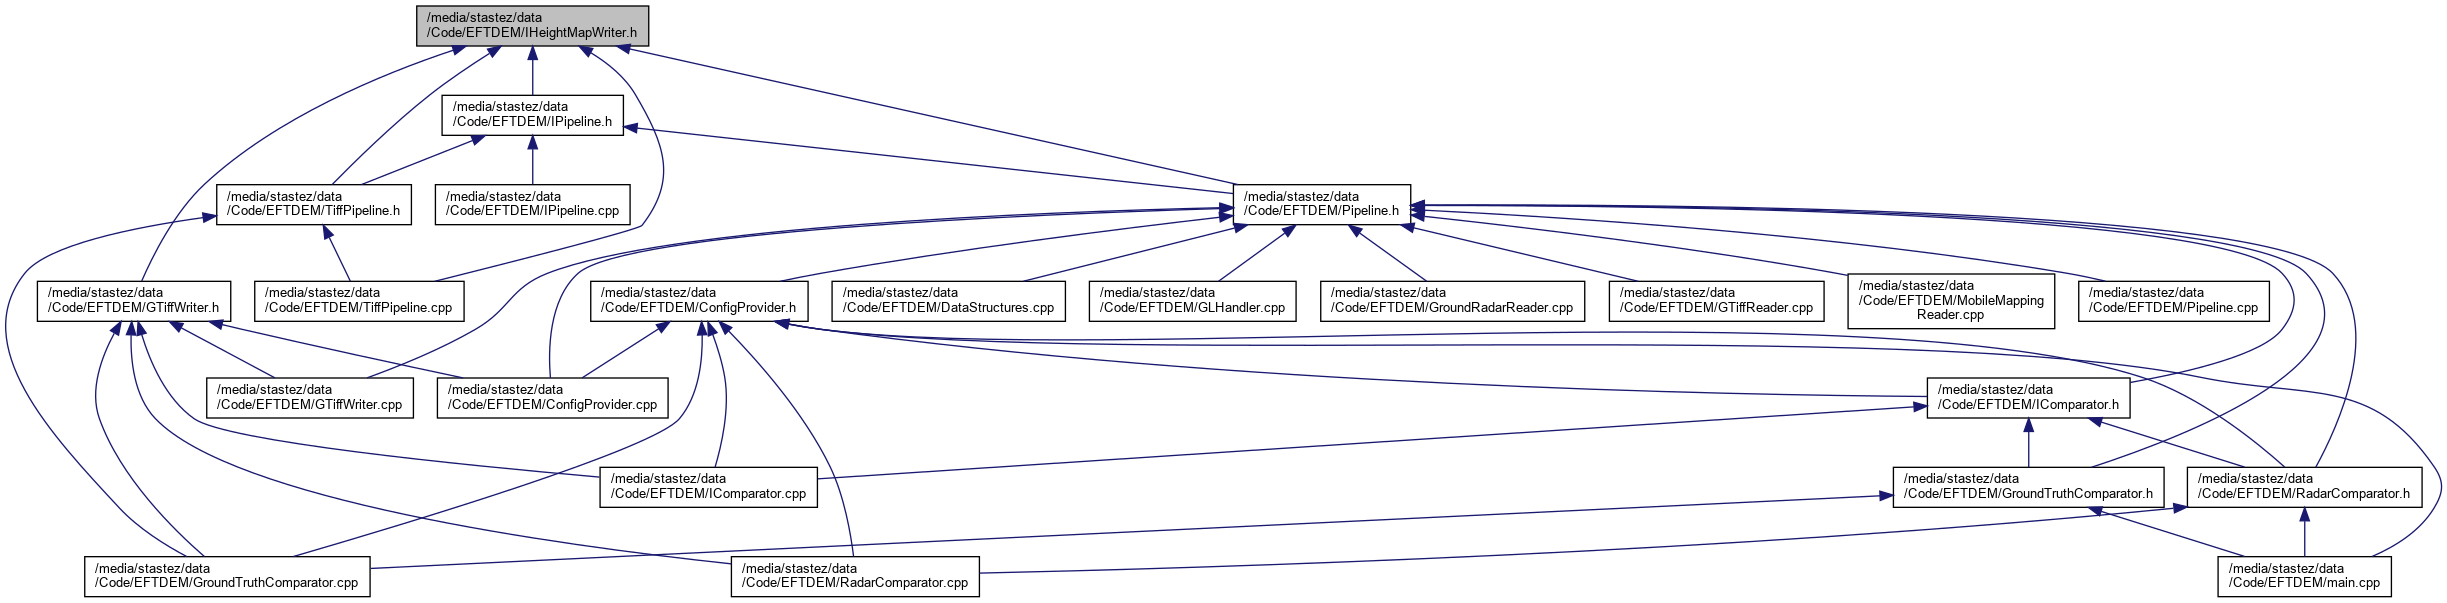 /media/stastez/data
/Code/EFTDEM/IHeightMapWriter.h
/media/stastez/data
/Code/EFTDEM/IPipeline.h
/media/stastez/data
/Code/EFTDEM/TiffPipeline.h
/media/stastez/data
/Code/EFTDEM/IPipeline.cpp
/media/stastez/data
/Code/EFTDEM/Pipeline.h
/media/stastez/data
/Code/EFTDEM/GTiffWriter.h
/media/stastez/data
/Code/EFTDEM/TiffPipeline.cpp
/media/stastez/data
/Code/EFTDEM/ConfigProvider.h
/media/stastez/data
/Code/EFTDEM/DataStructures.cpp
/media/stastez/data
/Code/EFTDEM/GLHandler.cpp
/media/stastez/data
/Code/EFTDEM/GroundRadarReader.cpp
/media/stastez/data
/Code/EFTDEM/GTiffReader.cpp
/media/stastez/data
/Code/EFTDEM/MobileMapping
Reader.cpp
/media/stastez/data
/Code/EFTDEM/Pipeline.cpp
/media/stastez/data
/Code/EFTDEM/GTiffWriter.cpp
/media/stastez/data
/Code/EFTDEM/ConfigProvider.cpp
/media/stastez/data
/Code/EFTDEM/IComparator.h
/media/stastez/data
/Code/EFTDEM/IComparator.cpp
/media/stastez/data
/Code/EFTDEM/GroundTruthComparator.h
/media/stastez/data
/Code/EFTDEM/RadarComparator.h
/media/stastez/data
/Code/EFTDEM/GroundTruthComparator.cpp
/media/stastez/data
/Code/EFTDEM/RadarComparator.cpp
/media/stastez/data
/Code/EFTDEM/main.cpp